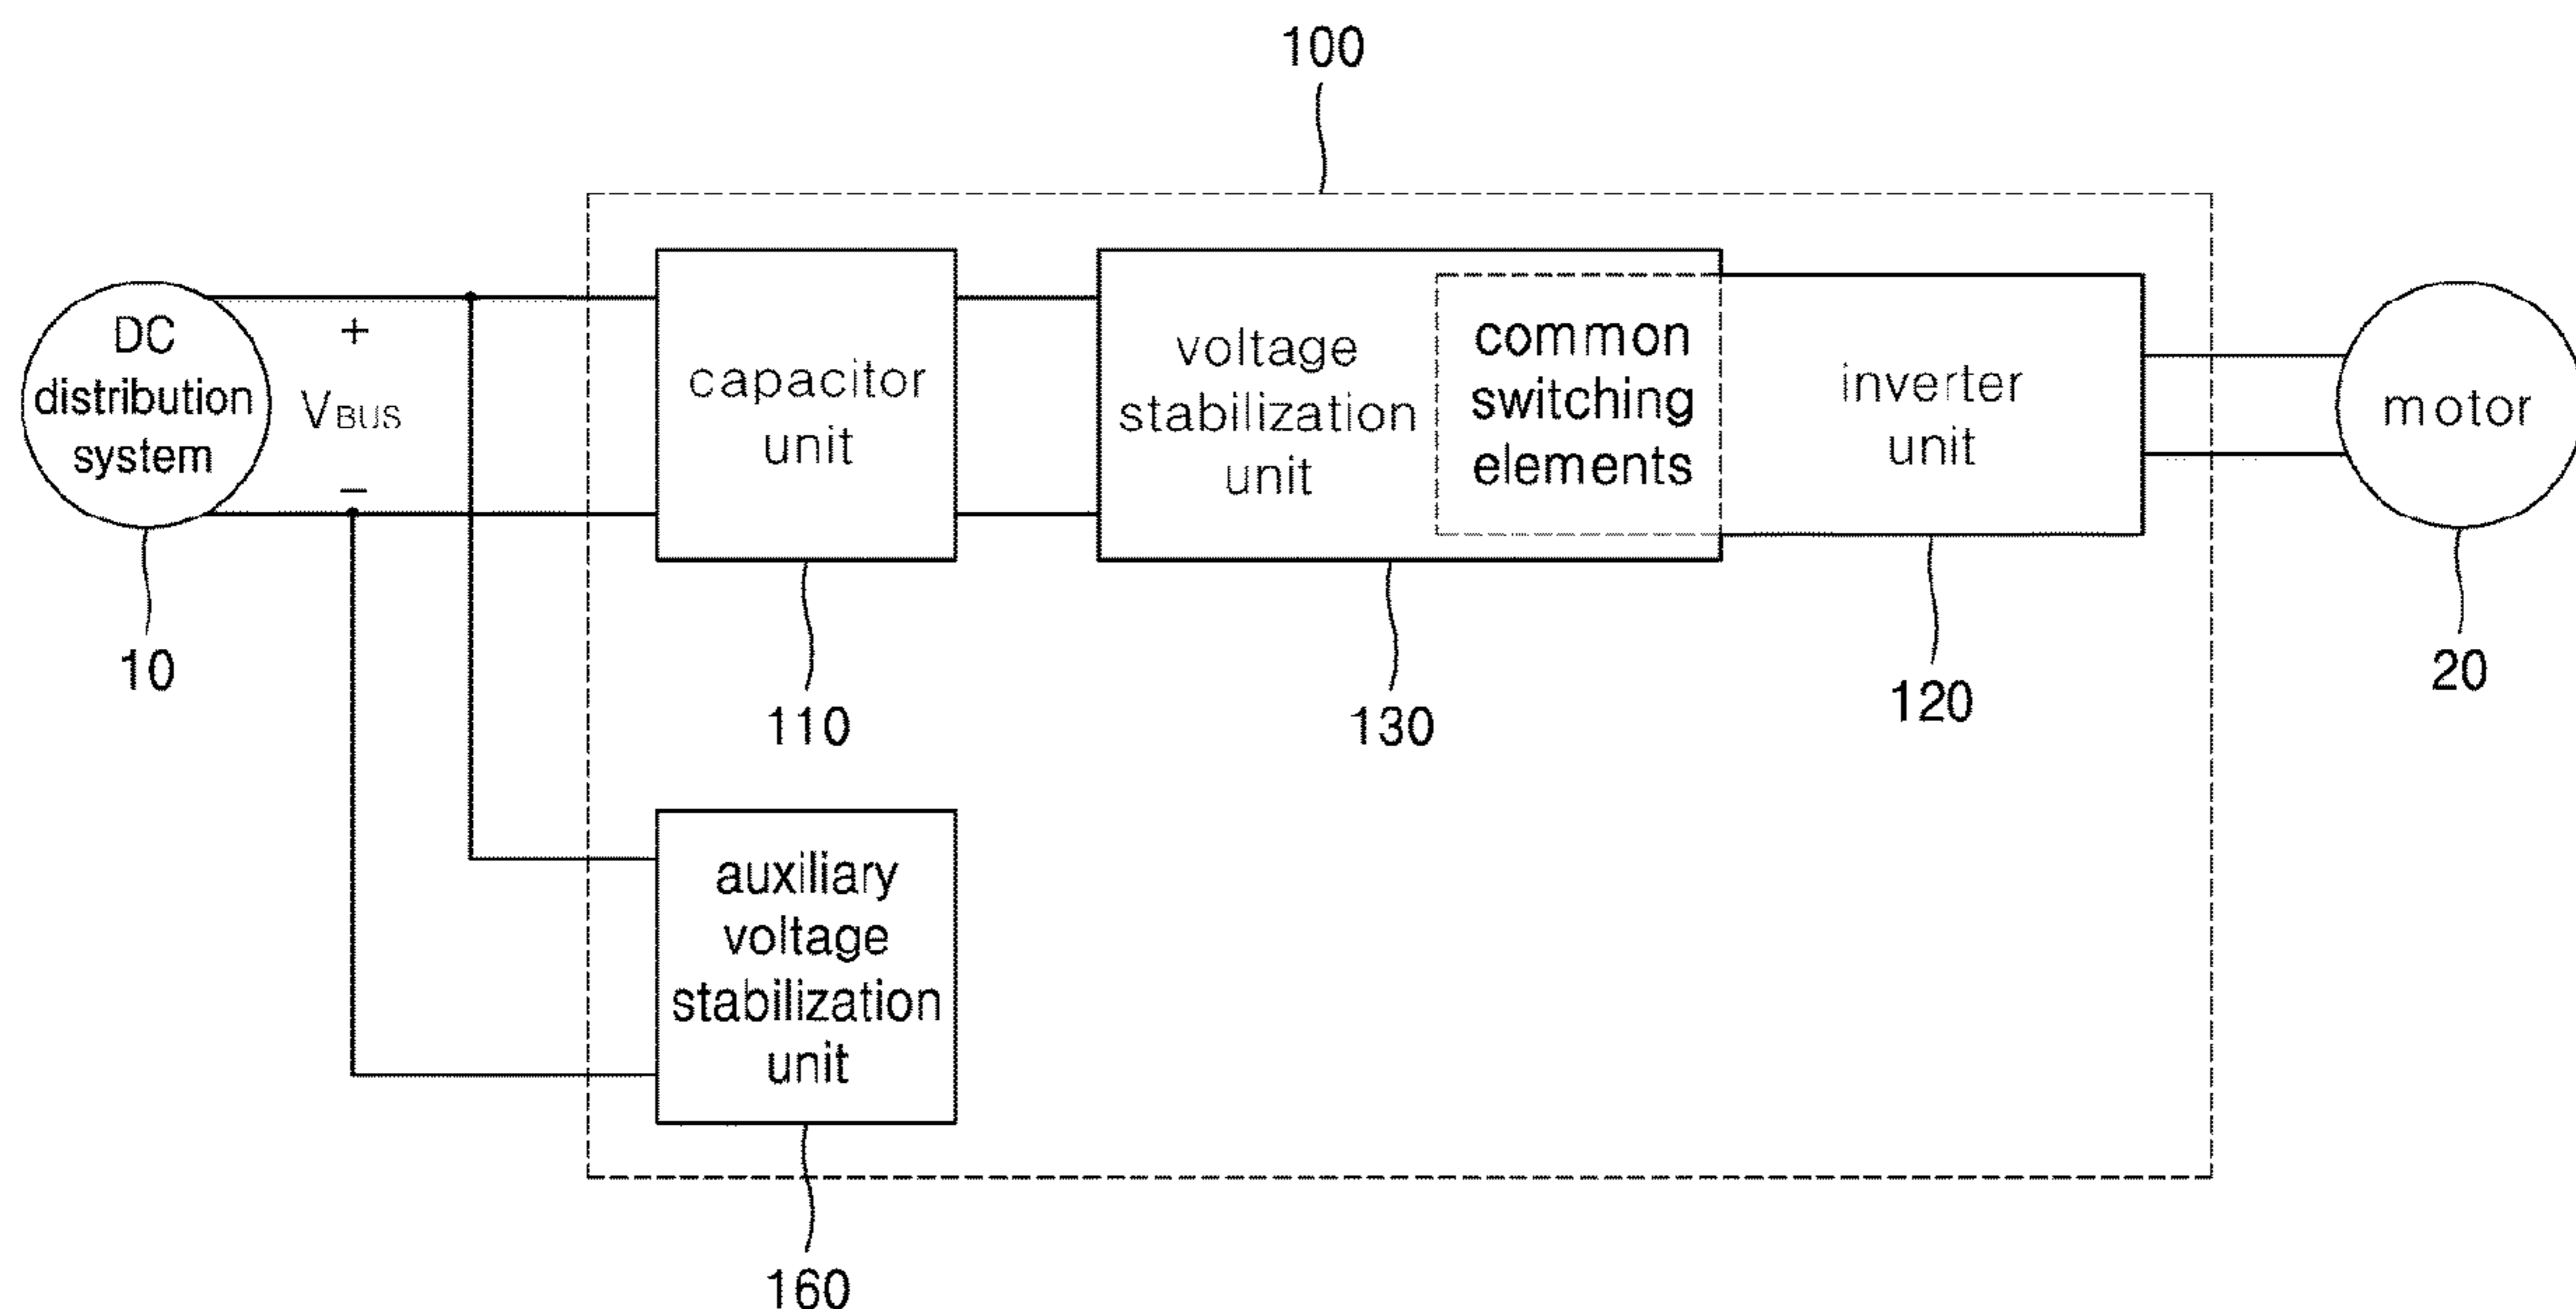 100
DC
distribution
system
+
VBUS
−
capacitor
unit
voltage
stabilization
unit
common
switching
elements
inverter
unit
motor
10
110
130
120
20
auxiliary
voltage
stabilization
unit
160